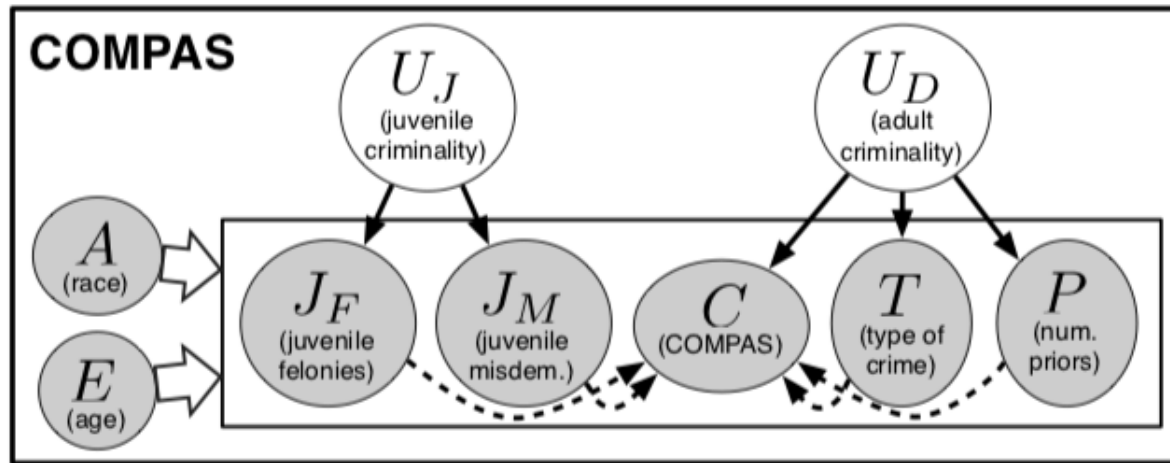 COMPAS
U_J
(juvenile
criminality)
U_D
(adult
criminality)
A
(race)
E
(age)
J_F
(juvenile
felonies)
J_M
(juvenile
misdem.)
C
(COMPAS)
T
(type of
crime)
P
(num.
priors)